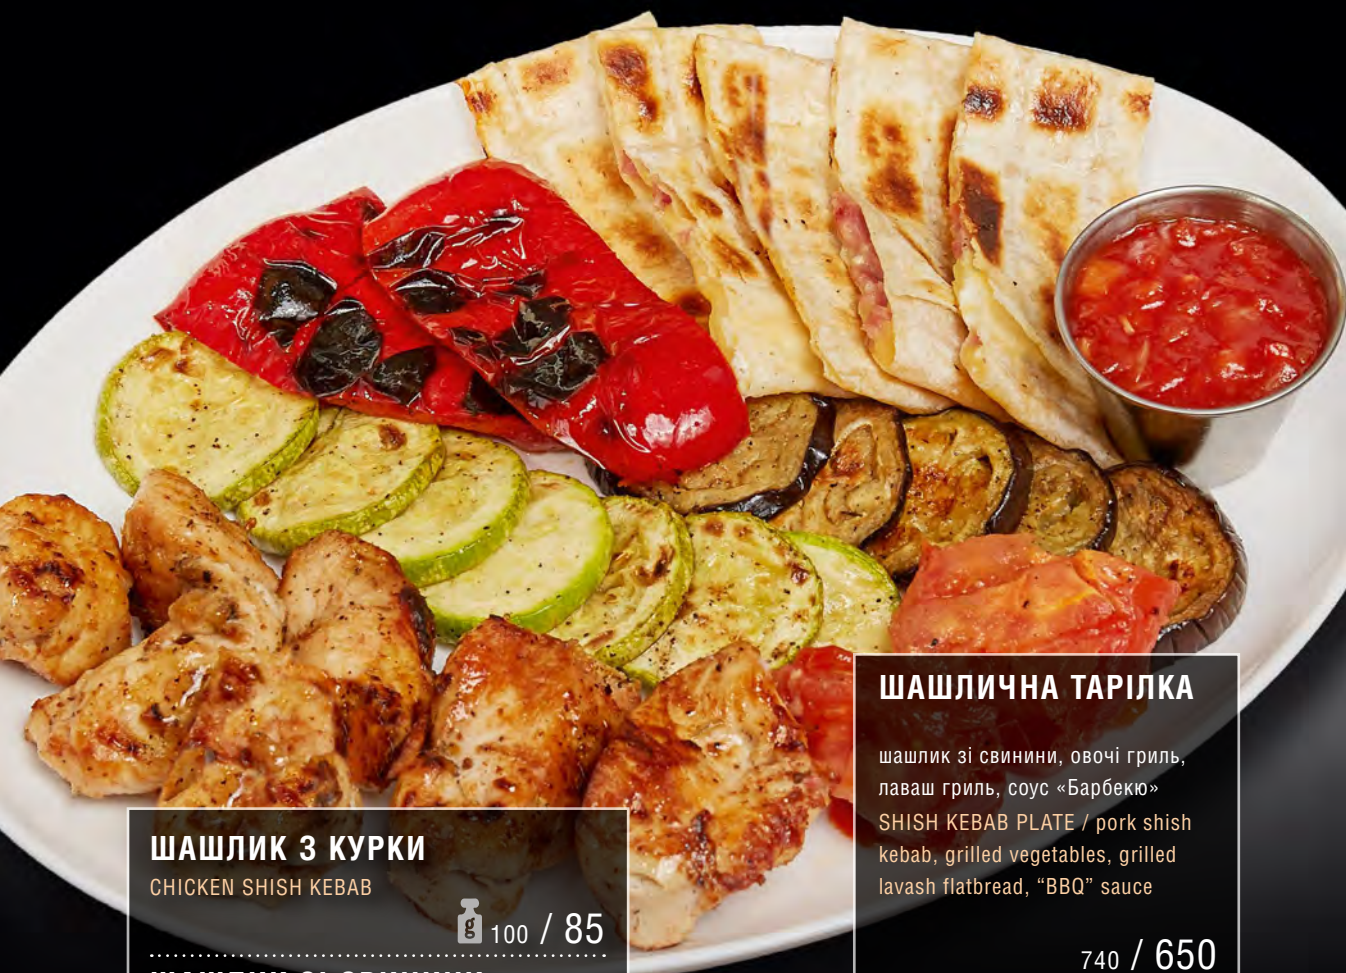 ШАШЛИЧНА ТАРІЛКА
шашлик зі свинини, овочі гриль,
лаваш гриль, соус «Барбекю»
SHISH KEBAB PLATE / pork shish
kebab, grilled vegetables, grilled
lavash flatbread, “BBQ” sauce
740 / 650
ШАШЛИК З КУРКИ
CHICKEN SHISH KEBAB
g 100 / 85